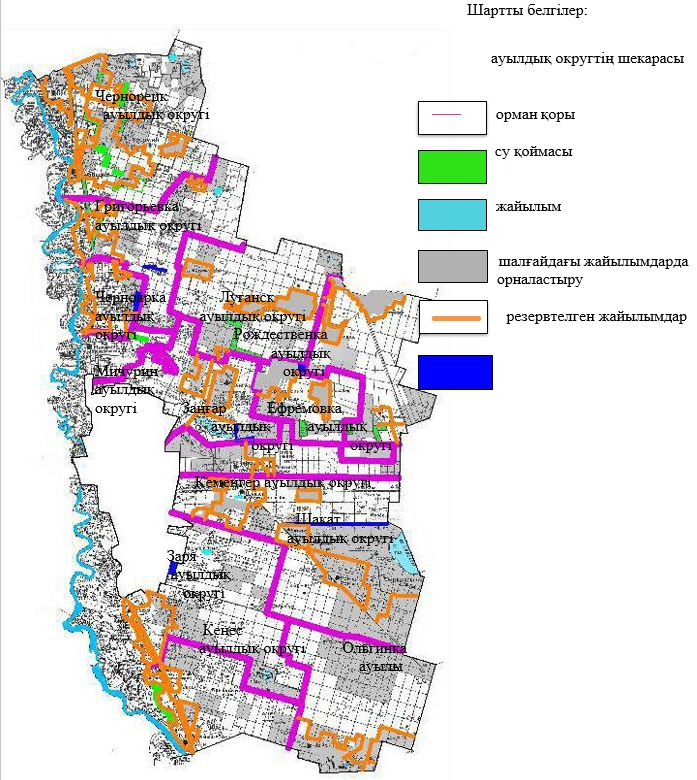 Шартты белгілер:
ауылдық округтің шекарасы
орман қоры
су қоймасы
жайылым
шалғайдағы жайылымдарда
орналастыру
резервтелген жайылымдар
Чернорецк
ауылдық округі
Григорьевка
ауылдық округі
Черноярка
ауылдық
округі
Луганск
ауылдық округі
Рождественка
ауылдық
округі
Мичурин
ауылдық
округі
Заңғар
ауылдық
округі
Ефремовка
ауылдық
округі
Кеменгер ауылдық округі
Шақат
ауылдық округі
Заря
ауылдық
округі
Кеңес
ауылдық округі
Ольгинка
ауылы